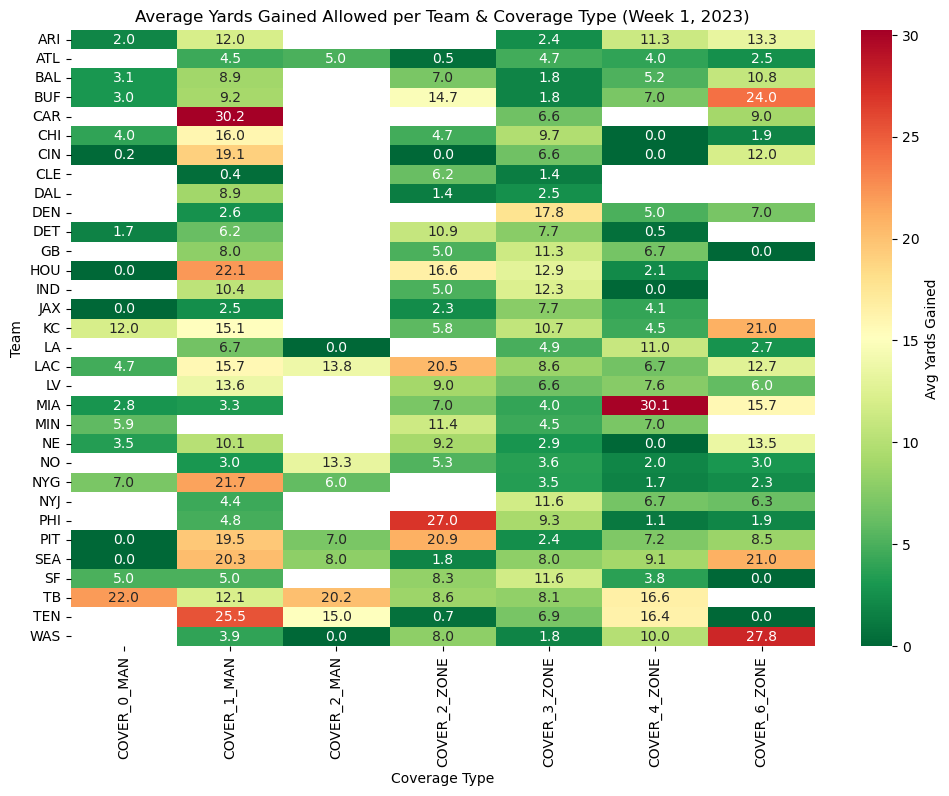 Average Yards Gained Allowed per Team & Coverage Type (Week 1, 2023)
ARI 2.0 12.0 2.4 11.3 13.3
ATL 4.5 5.0 0.5 4.7 4.0 2.5
BAL 3.1 8.9 7.0 1.8 5.2 10.8
BUF 3.0 9.2 14.7 1.8 7.0 24.0
CAR 30.2 6.6 9.0
CHI 4.0 16.0 4.7 9.7 0.0 1.9
CIN 0.2 19.1 0.0 6.6 0.0 12.0
CLE 0.4 6.2 1.4
DAL 8.9 1.4 2.5
DEN 2.6 17.8 5.0 7.0
DET 1.7 6.2 10.9 7.7 0.5
GB 8.0 5.0 11.3 6.7 0.0
HOU 0.0 22.1 16.6 12.9 2.1
IND 10.4 5.0 12.3 0.0
JAX 0.0 2.5 2.3 7.7 4.1
KC 12.0 15.1 5.8 10.7 4.5 21.0
LA 6.7 0.0 4.9 11.0 2.7
LAC 4.7 15.7 13.8 20.5 8.6 6.7 12.7
LV 13.6 9.0 6.6 7.6 6.0
MIA 2.8 3.3 7.0 4.0 30.1 15.7
MIN 5.9 11.4 4.5 7.0
NE 3.5 10.1 9.2 2.9 0.0 13.5
NO 3.0 13.3 5.3 3.6 2.0 3.0
NYG 7.0 21.7 6.0 3.5 1.7 2.3
NYJ 4.4 11.6 6.7 6.3
PHI 4.8 27.0 9.3 1.1 1.9
PIT 0.0 19.5 7.0 20.9 2.4 7.2 8.5
SEA 0.0 20.3 8.0 1.8 8.0 9.1 21.0
SF 5.0 5.0 8.3 11.6 3.8 0.0
TB 22.0 12.1 20.2 8.6 8.1 16.6
TEN 25.5 15.0 0.7 6.9 16.4 0.0
WAS 3.9 0.0 8.0 1.8 10.0 27.8
Team
COVER_0_MAN
COVER_1_MAN
COVER_2_MAN
COVER_2_ZONE
COVER_3_ZONE
COVER_4_ZONE
COVER_6_ZONE
Coverage Type
30
25
20
15
10
5
0
Avg Yards Gained